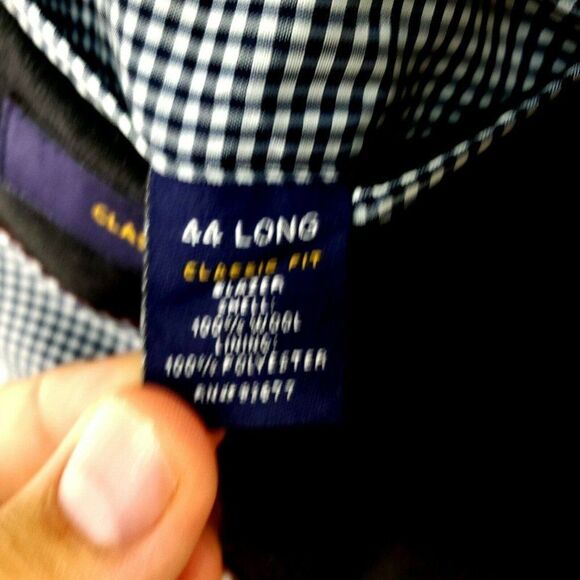 44 LONG
CLASSIC FIT
BLAZER
SHELL:
100% WOOL
LINING:
100% POLYESTER